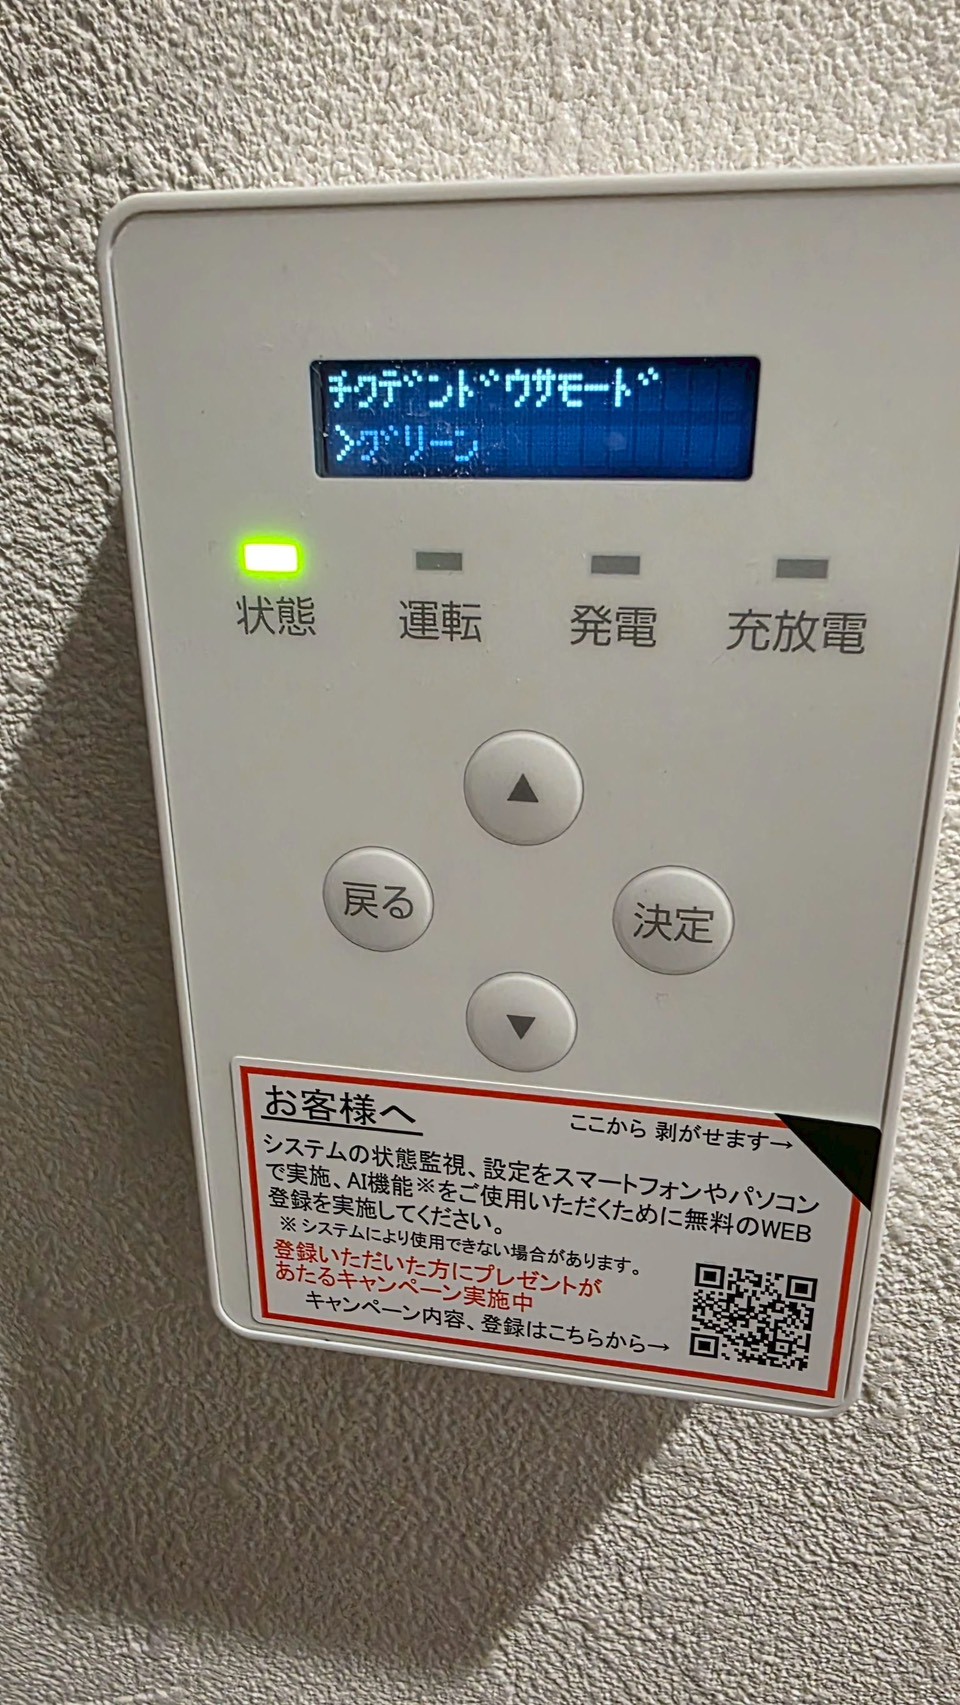 チクデンドウサモード
>グリーン
状態 運転 発電 充放電
▲
戻る 決定
▼
お客様へ ここから 剥がせます→
システムの状態監視、設定をスマートフォンやパソコン
で実施、AI機能※をご使用いただくために無料のWEB
登録を実施してください。
※システムにより使用できない場合があります。
登録いただいた方にプレゼントが
あたるキャンペーン実施中
キャンペーン内容、登録はこちらから→